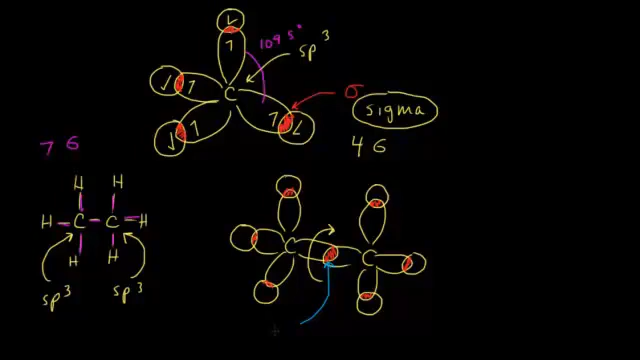 109 5°
C
sp³
σ
sigma
4 σ
7 σ
H H
H C C H
H H
sp³ sp³
C C